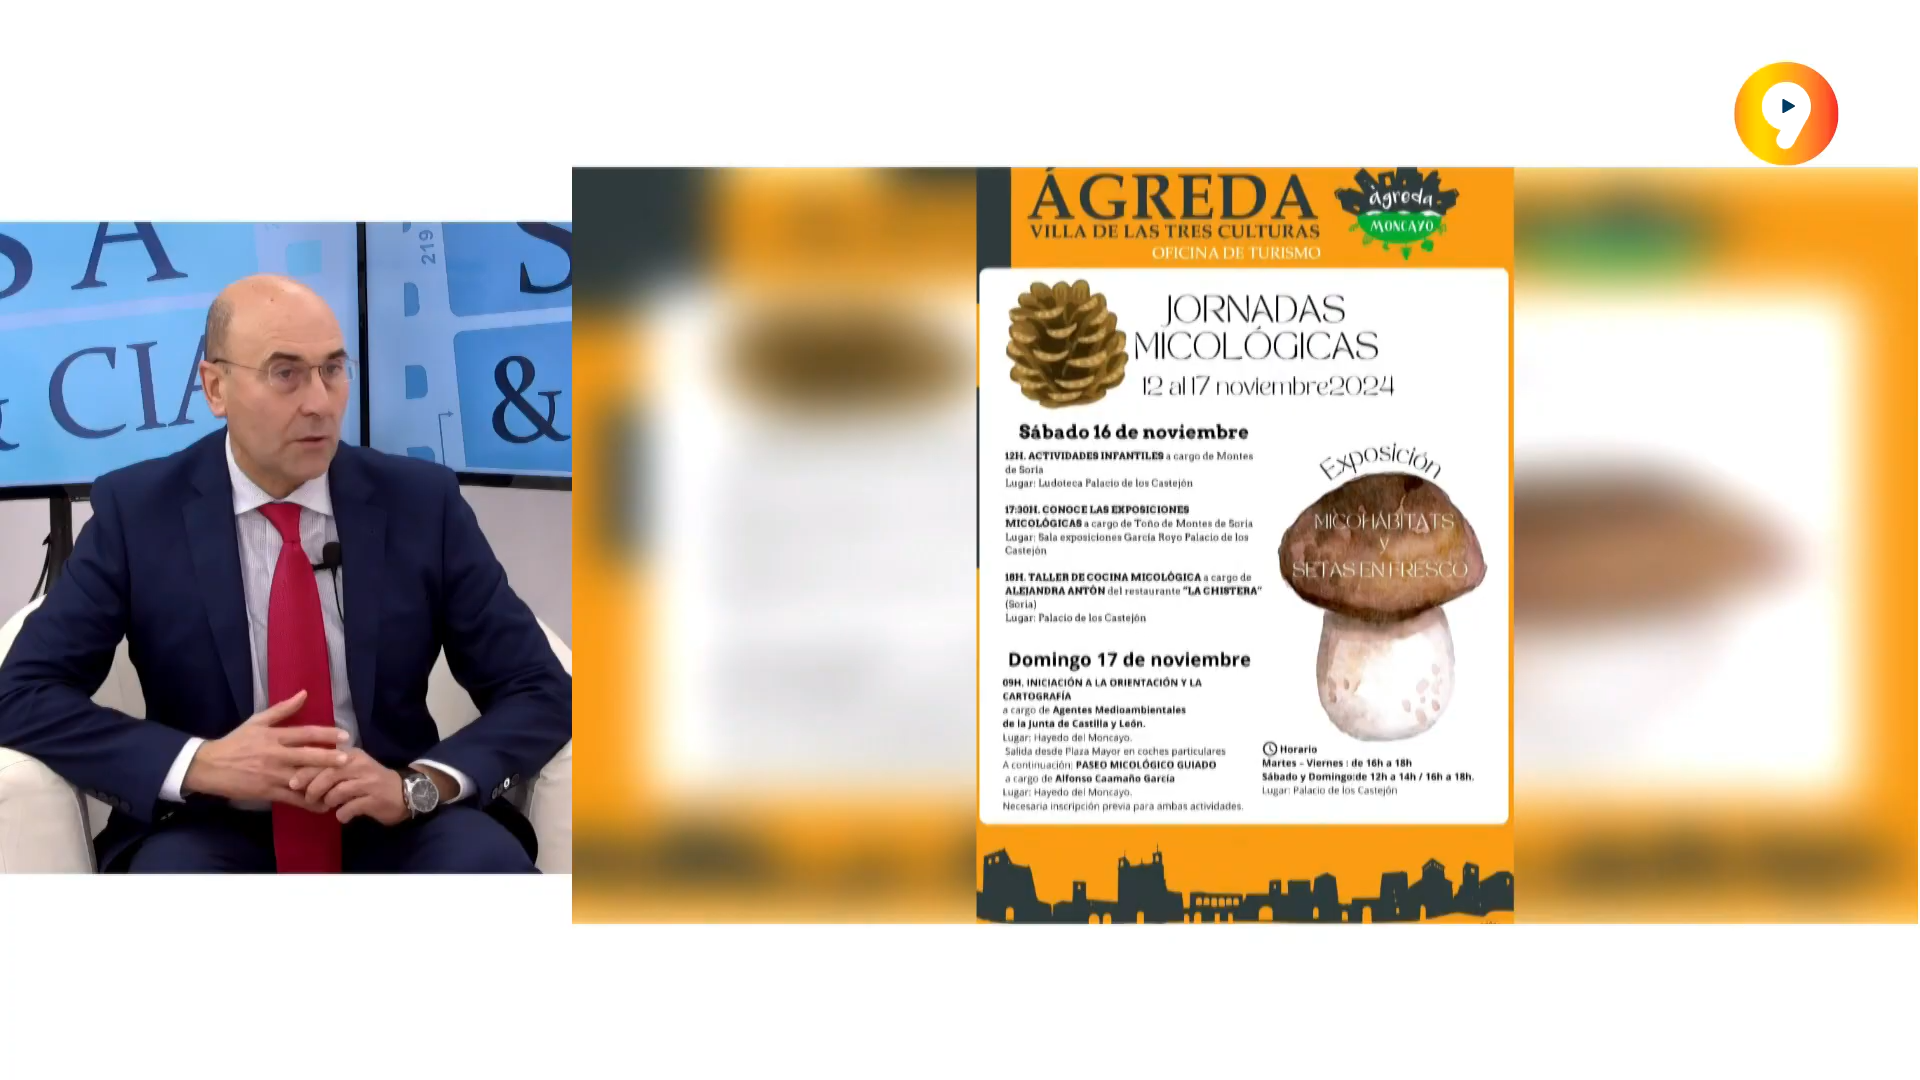 S A
& CIA
219
S
&
9
ÁGREDA
VILLA DE LAS TRES CULTURAS
OFICINA DE TURISMO
ágreda
MONCAYO
JORNADAS
MICOLÓGICAS
12 al 17 noviembre2024
Sábado 16 de noviembre
12H. ACTIVIDADES INFANTILES a cargo de Montes
de Soria
Lugar: Ludoteca Palacio de los Castejón
17:30H. CONOCE LAS EXPOSICIONES
MICOLÓGICAS a cargo de Toño de Montes de Soria
Lugar: Sala exposiciones García Royo Palacio de los
Castejón
18H. TALLER DE COCINA MICOLÓGICA a cargo de
ALEJANDRA ANTÓN del restaurante "LA CHISTERA"
(Soria)
Lugar: Palacio de los Castejón
Domingo 17 de noviembre
09H. INICIACIÓN A LA ORIENTACIÓN Y LA
CARTOGRAFÍA
a cargo de Agentes Medioambientales
de la Junta de Castilla y León.
Lugar: Hayedo del Moncayo.
Salida desde Plaza Mayor en coches particulares
A continuación: PASEO MICOLÓGICO GUIADO
a cargo de Alfonso Caamaño García
Lugar: Hayedo del Moncayo.
Necesaria inscripción previa para ambas actividades.
Exposición
MICOHÁBITATS
y
SETAS EN FRESCO
Horario
Martes - Viernes : de 16h a 18h
Sábado y Domingo:de 12h a 14h / 16h a 18h.
Lugar: Palacio de los Castejón